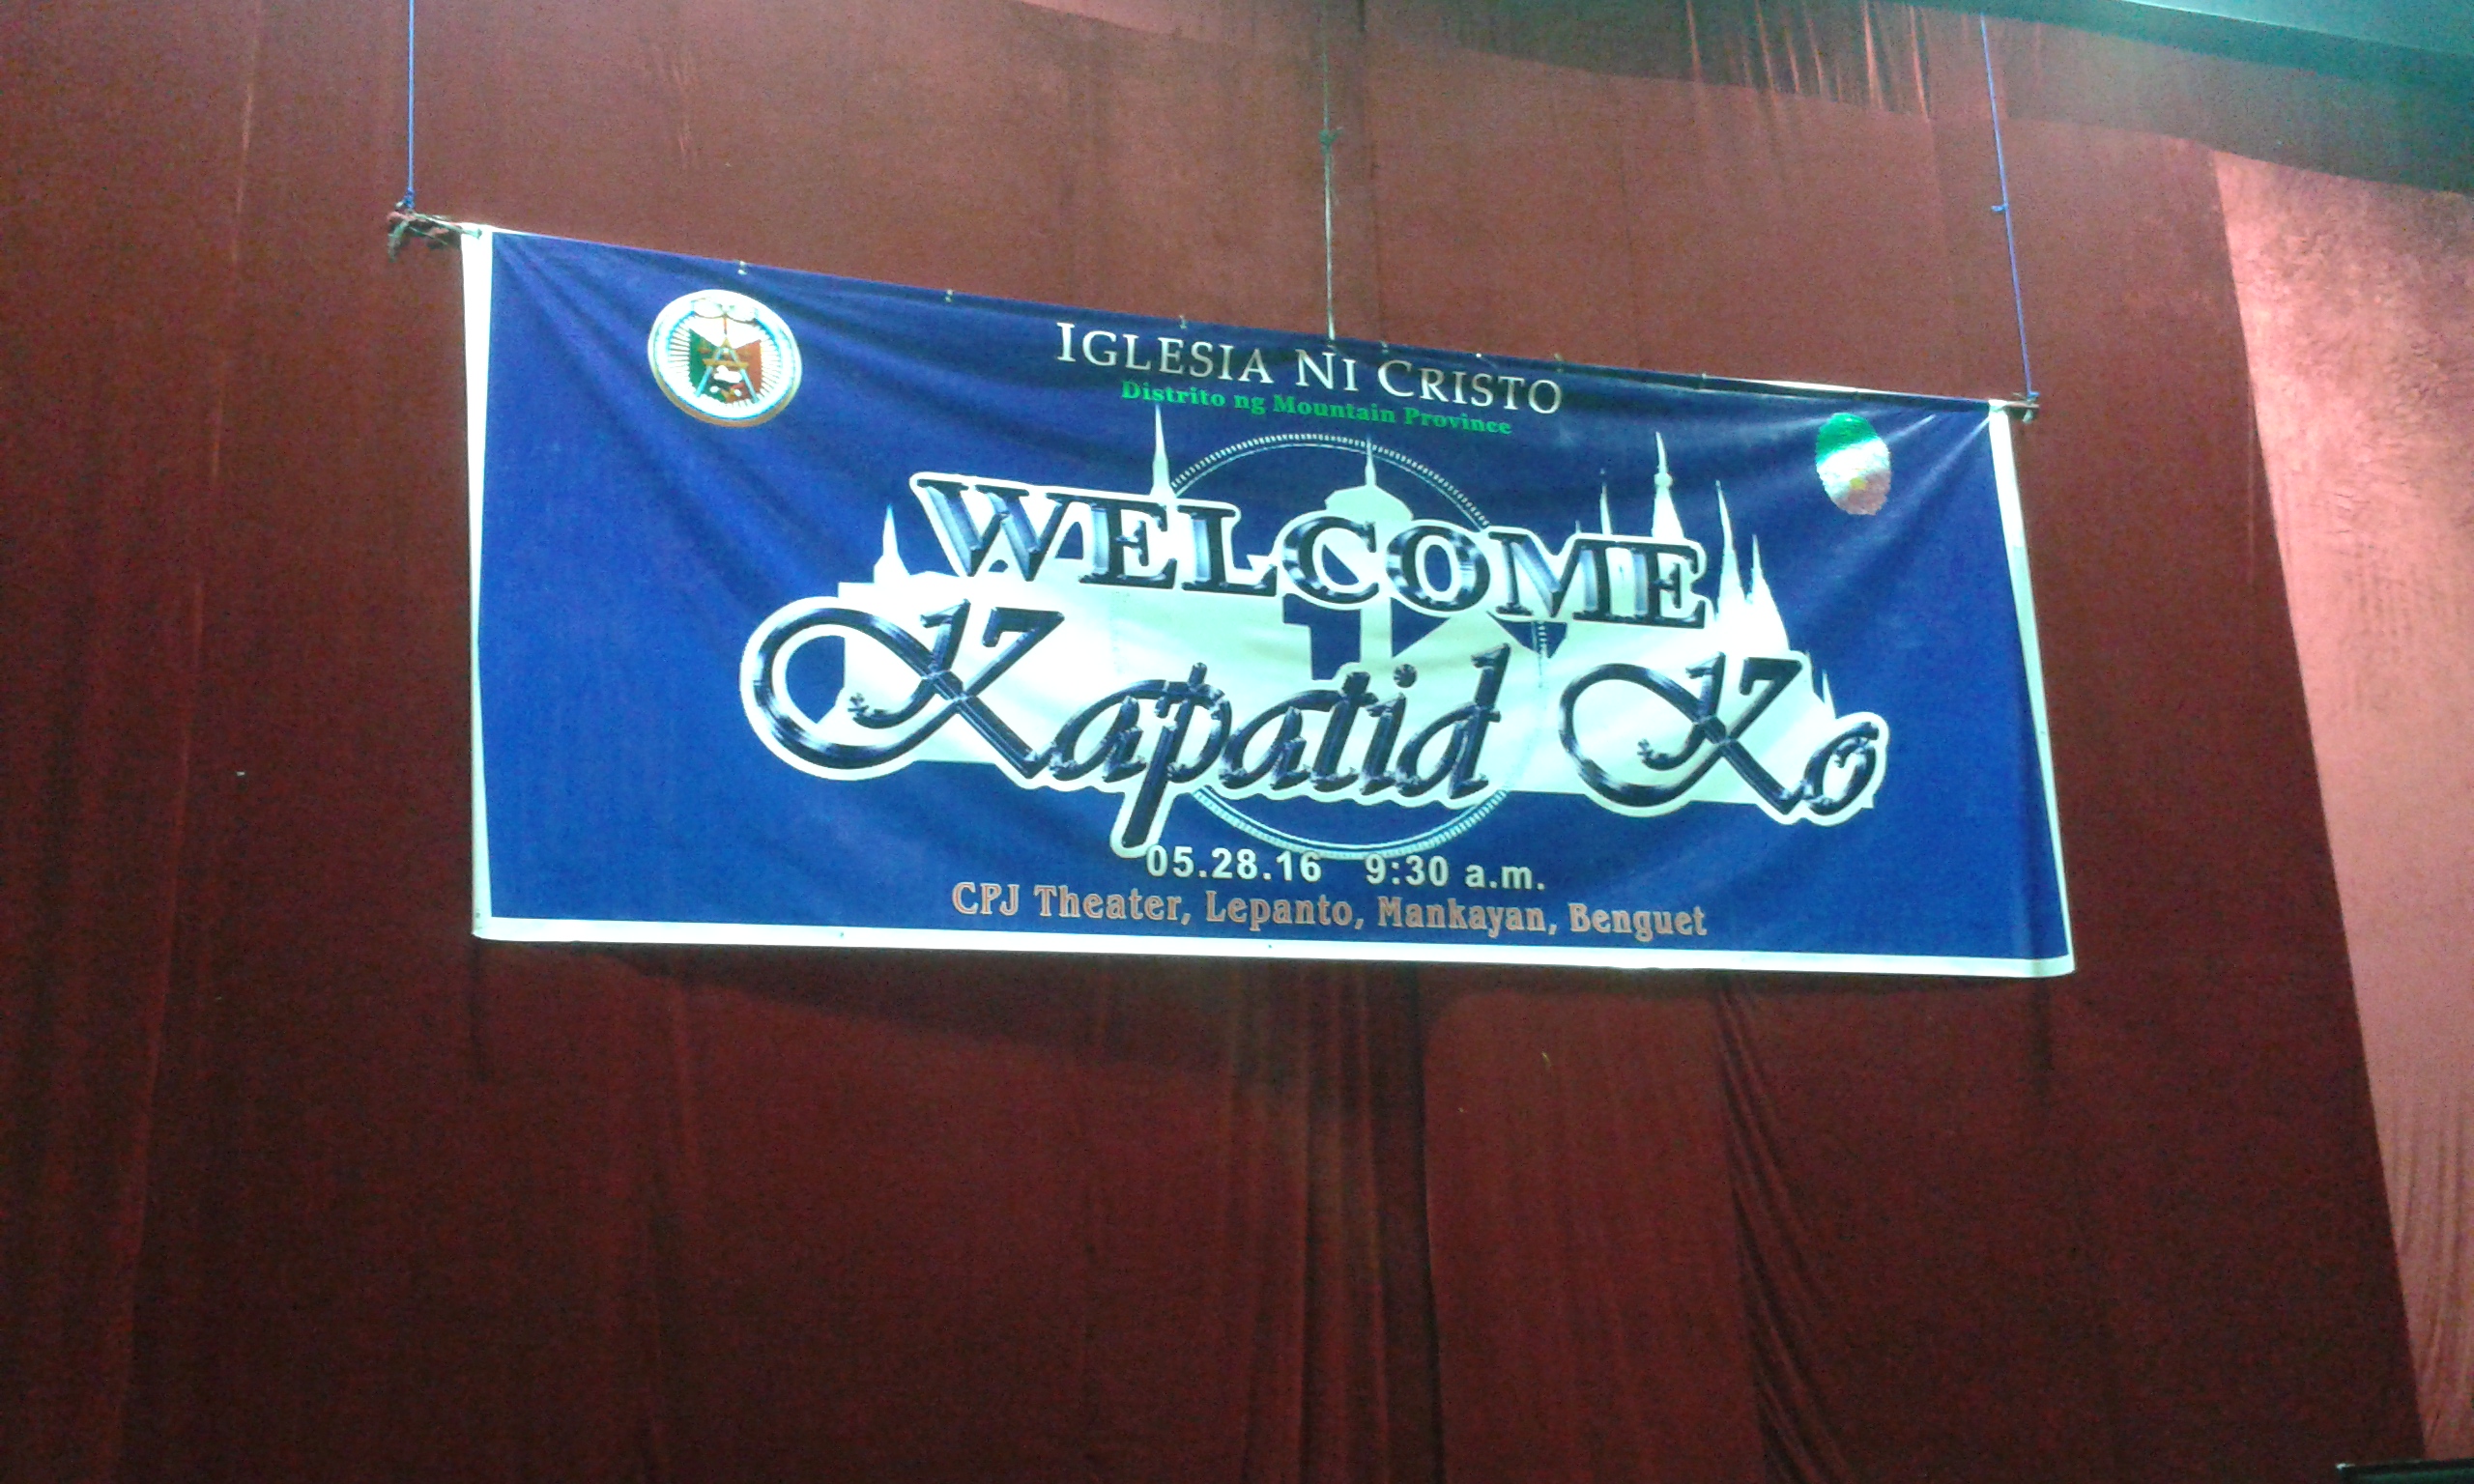 IGLESIA NI CRISTO
Distrito ng Mountain Province
WELCOME
Kapatid Ko
05.28.16 9:30 a.m.
CPJ Theater, Lepanto, Mankayan, Benguet